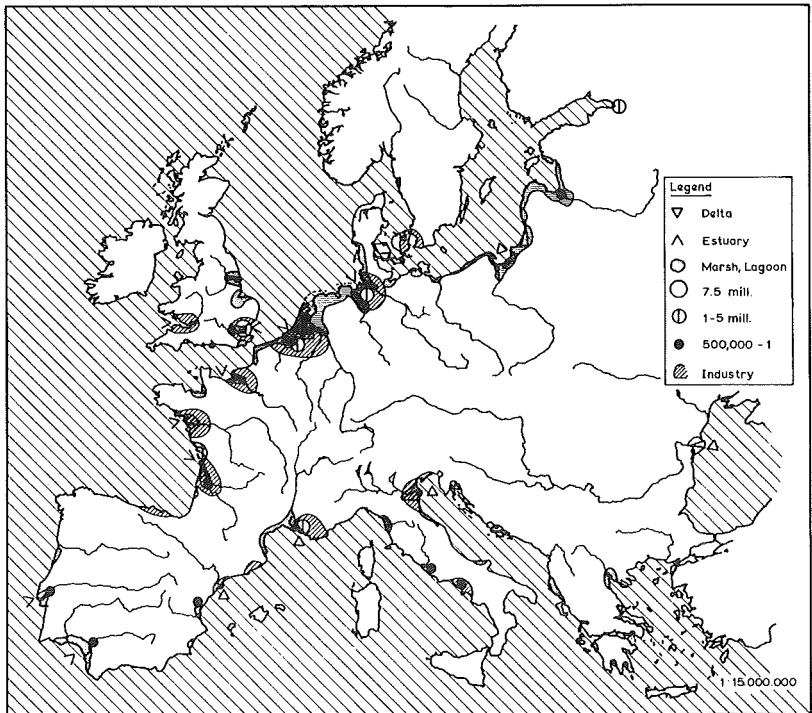 Legend
Delta
Estuary
Marsh, Lagoon
7.5 mill.
1-5 mill.
500,000 - 1
Industry
1: 15.000.000